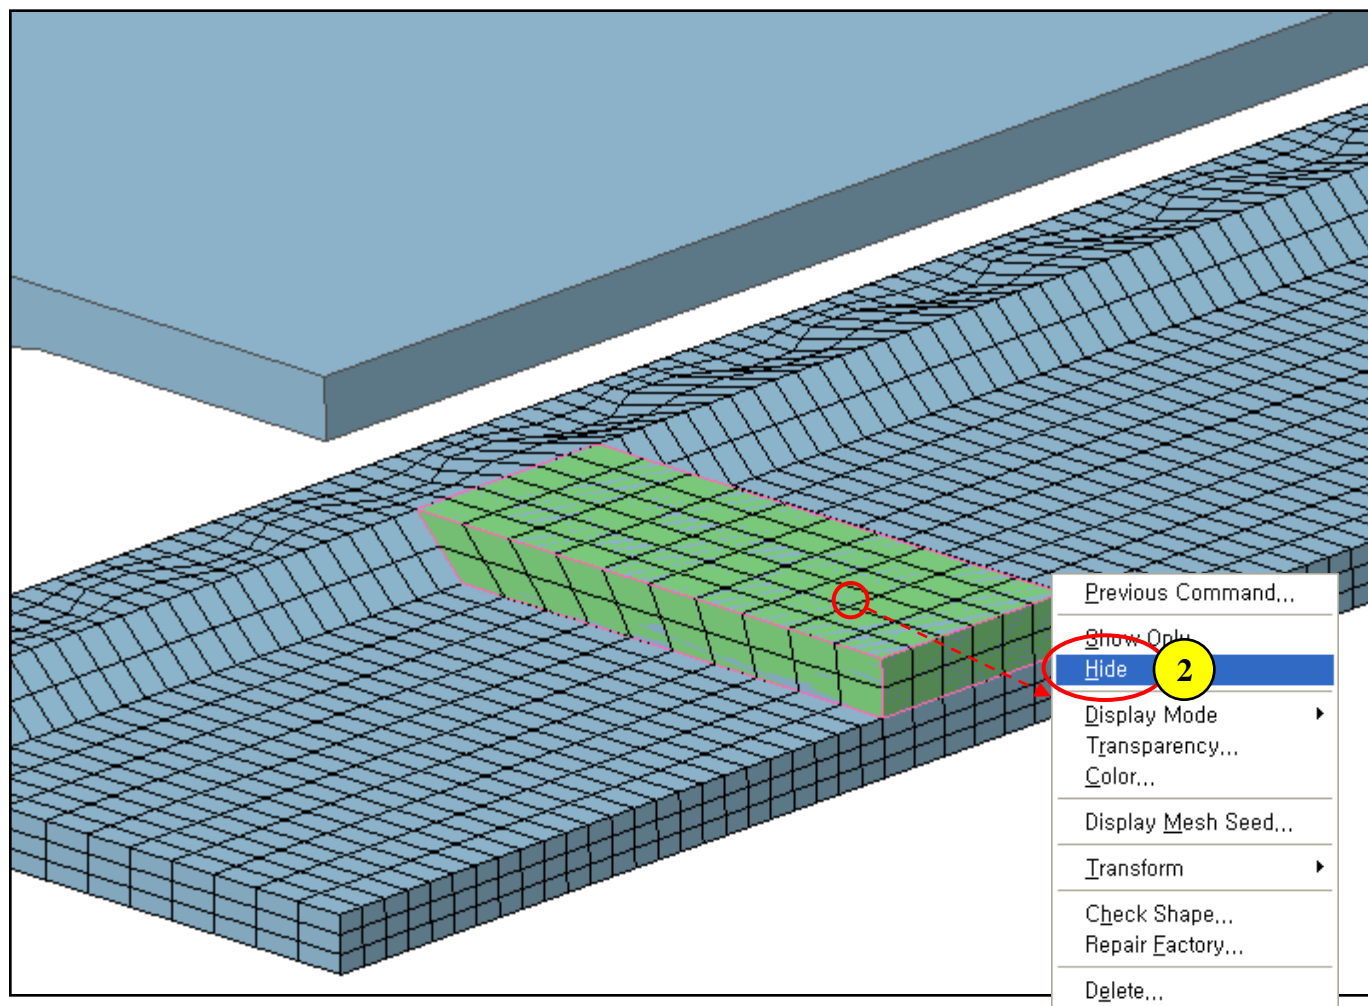 Previous Command...
Show Only
Hide
2
Display Mode
Transparency...
Color...
Display Mesh Seed...
Transform
Check Shape...
Repair Factory...
Delete...